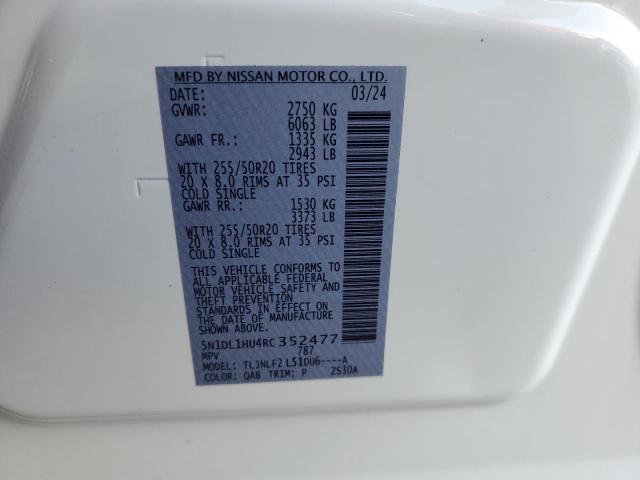 MFD BY NISSAN MOTOR CO., LTD.
DATE: 03/24
GVWR: 2750 KG
6063 LB
GAWR FR.: 1335 KG
2943 LB
WITH 255/50R20 TIRES
20 X 8.0 RIMS AT 35 PSI
COLD SINGLE
GAWR RR.: 1530 KG
3373 LB
WITH 255/50R20 TIRES
20 X 8.0 RIMS AT 35 PSI
COLD SINGLE
THIS VEHICLE CONFORMS TO
ALL APPLICABLE FEDERAL
MOTOR VEHICLE SAFETY AND
THEFT PREVENTION
STANDARDS IN EFFECT ON
THE DATE OF MANUFACTURE
SHOWN ABOVE.
5N1DL1HU4RC352477
MPV 787
MODEL: TLJNLF2 L51DU6----A
COLOR: QAB TRIM: P ZS30A